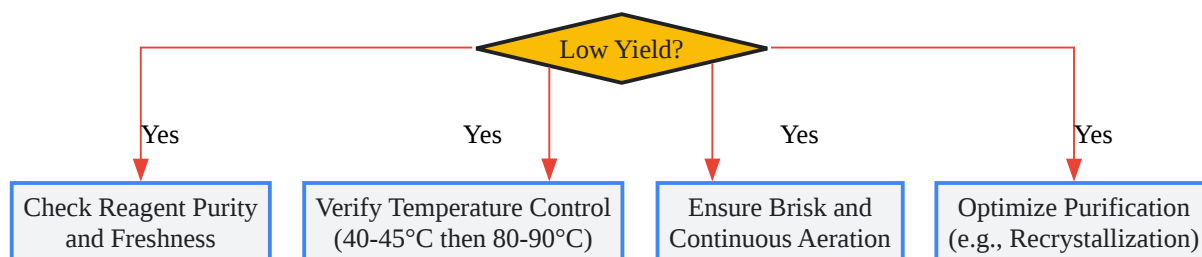 Low Yield?
Yes
Yes
Yes
Yes
Check Reagent Purity
and Freshness
Verify Temperature Control
(40-45°C then 80-90°C)
Ensure Brisk and
Continuous Aeration
Optimize Purification
(e.g., Recrystallization)